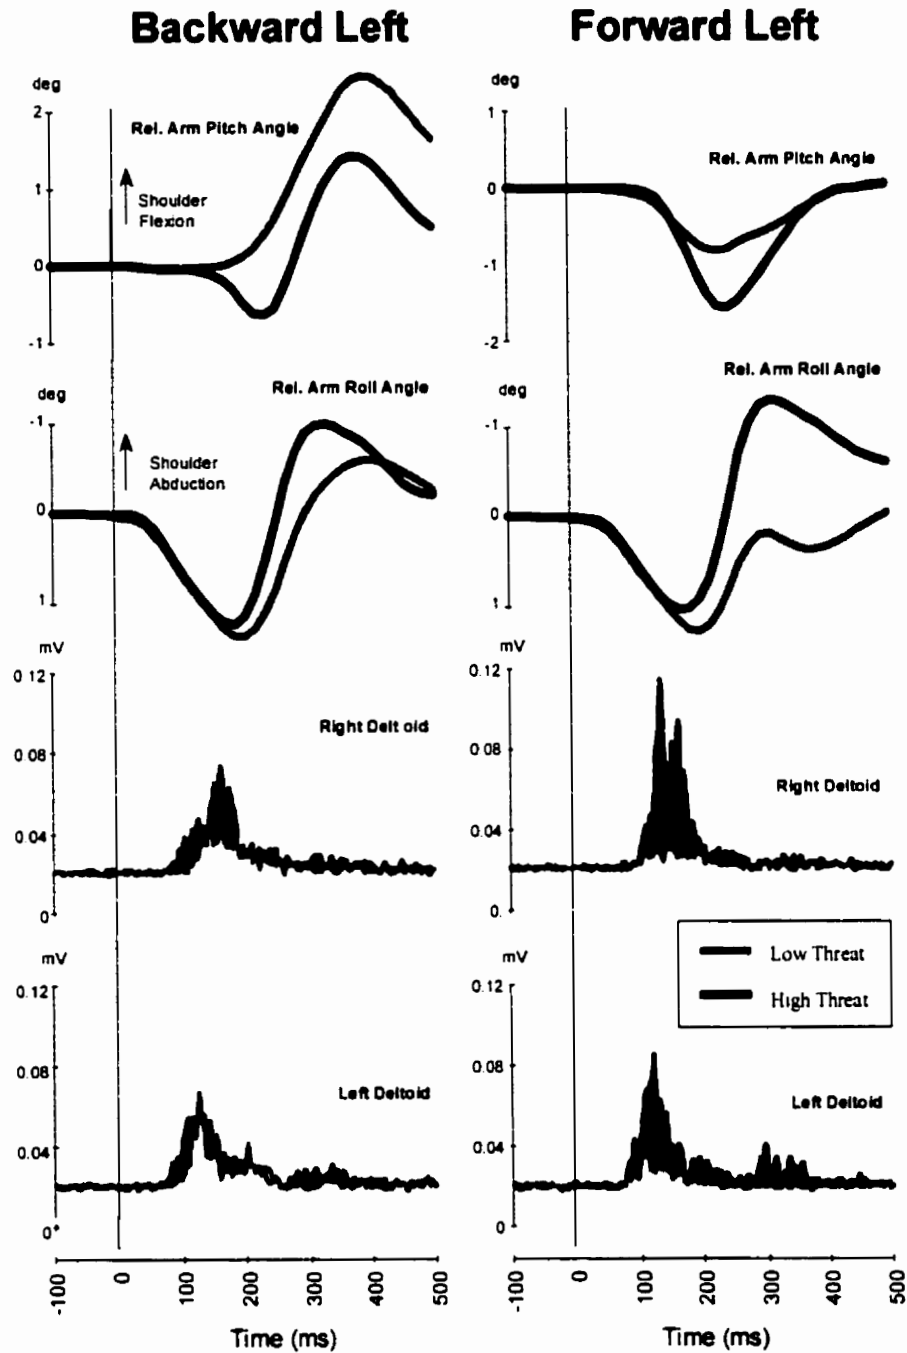 Backward Left
Forward Left
deg
2
1
0
-1
Rel. Arm Pitch Angle
Shoulder
Flexion
deg
1
0
-1
-2
Rel. Arm Pitch Angle
deg
-1
0
1
Rel. Arm Roll Angle
Shoulder
Abduction
deg
-1
0
1
Rel. Arm Roll Angle
mV
0.12
0.08
0.04
0
Right Delt oid
mV
0.12
0.08
0.04
0.
Right Deltoid
Low Threat
High Threat
mV
0.12
0.08
0.04
0
Left Deltoid
mV
0.12
0.08
0.04
0
Left Deltoid
-100
0
100
200
300
400
500
Time (ms)
-100
0
100
200
300
400
500
Time (ms)